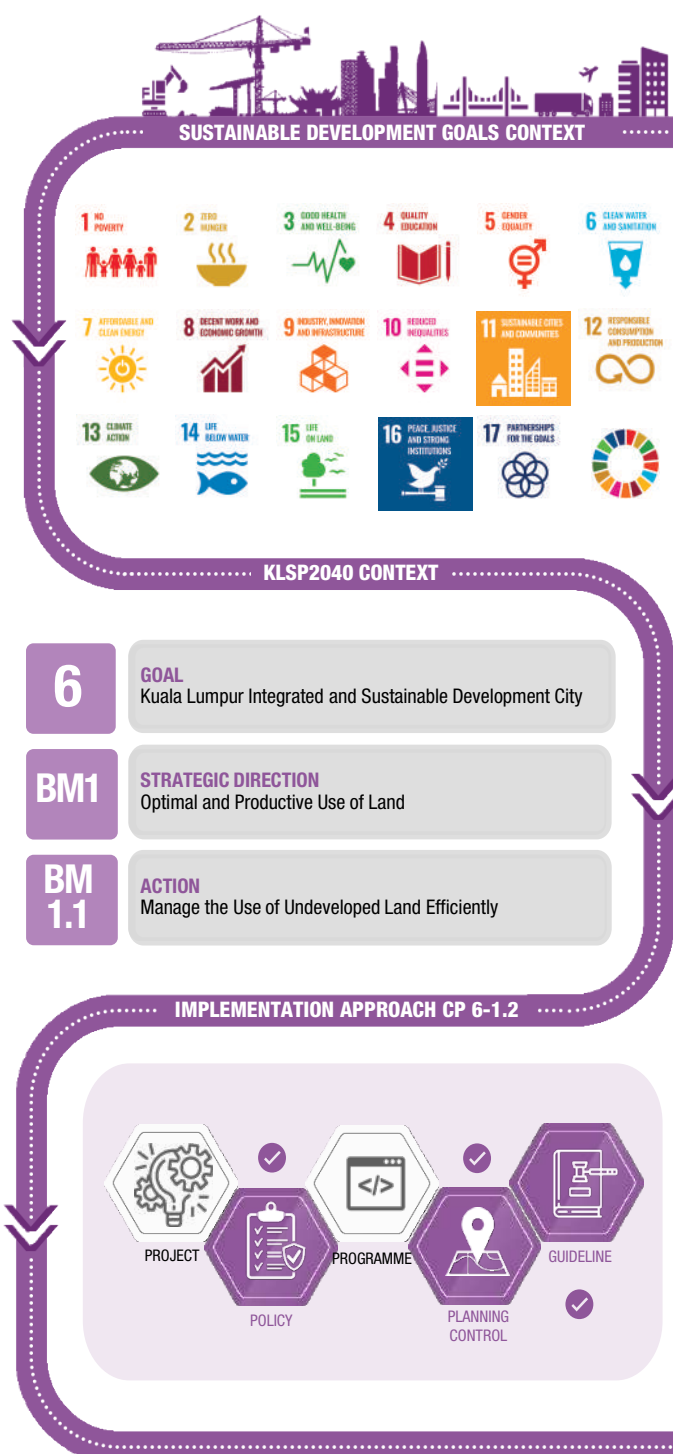 SUSTAINABLE DEVELOPMENT GOALS CONTEXT
1 NO
POVERTY
2 ZERO
HUNGER
3 GOOD HEALTH
AND WELL-BEING
4 QUALITY
EDUCATION
5 GENDER
EQUALITY
6 CLEAN WATER
AND SANITATION
7 AFFORDABLE AND
CLEAN ENERGY
8 DECENT WORK AND
ECONOMIC GROWTH
9 INDUSTRY, INNOVATION
AND INFRASTRUCTURE
10 REDUCED
INEQUALITIES
11 SUSTAINABLE CITIES
AND COMMUNITIES
12 RESPONSIBLE
CONSUMPTION
AND PRODUCTION
13 CLIMATE
ACTION
14 LIFE
BELOW WATER
15 LIFE
ON LAND
16 PEACE, JUSTICE
AND STRONG
INSTITUTIONS
17 PARTNERSHIPS
FOR THE GOALS
KLSP2040 CONTEXT
6
GOAL
Kuala Lumpur Integrated and Sustainable Development City
BM1
STRATEGIC DIRECTION
Optimal and Productive Use of Land
BM
1.1
ACTION
Manage the Use of Undeveloped Land Efficiently
IMPLEMENTATION APPROACH CP 6-1.2
</>
PROJECT
PROGRAMME
GUIDELINE
POLICY
PLANNING
CONTROL